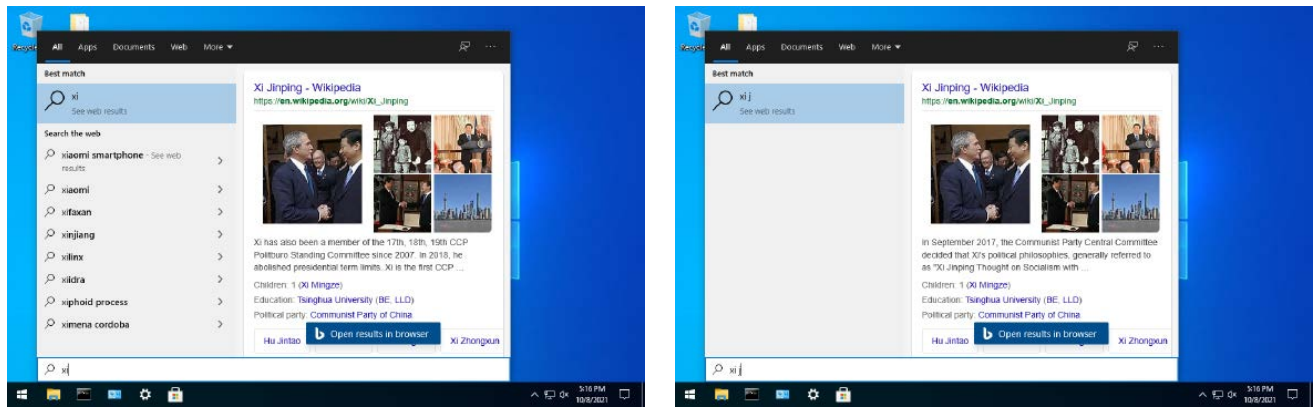 All Apps Documents Web More
Best match
xi
See web results
Search the web
xiaomi smartphone - See web
results
xiaomi
xifaxan
xinjiang
xilinx
xiidra
xiphoid process
ximena cordoba
Xi Jinping - Wikipedia
https://en.wikipedia.org/wiki/Xi_Jinping
Xi has also been a member of the 17th, 18th, 19th CCP
Politburo Standing Committee since 2007. In 2018, he
abolished presidential term limits. Xi is the first CCP ...
Children: 1 (Xi Mingze)
Education: Tsinghua University (BE, LLD)
Political party: Communist Party of China
Hu Jintao
Open results in browser
Xi Zhongxun
xi
5:16 PM
10/8/2021
All Apps Documents Web More
Best match
xi j
See web results
Xi Jinping - Wikipedia
https://en.wikipedia.org/wiki/Xi_Jinping
In September 2017, the Communist Party Central Committee
decided that Xi's political philosophies, generally referred to
as "Xi Jinping Thought on Socialism with ...
Children: 1 (Xi Mingze)
Education: Tsinghua University (BE, LLD)
Political party: Communist Party of China
Hu Jintao
Open results in browser
Xi Zhongxun
xi j
5:16 PM
10/8/2021